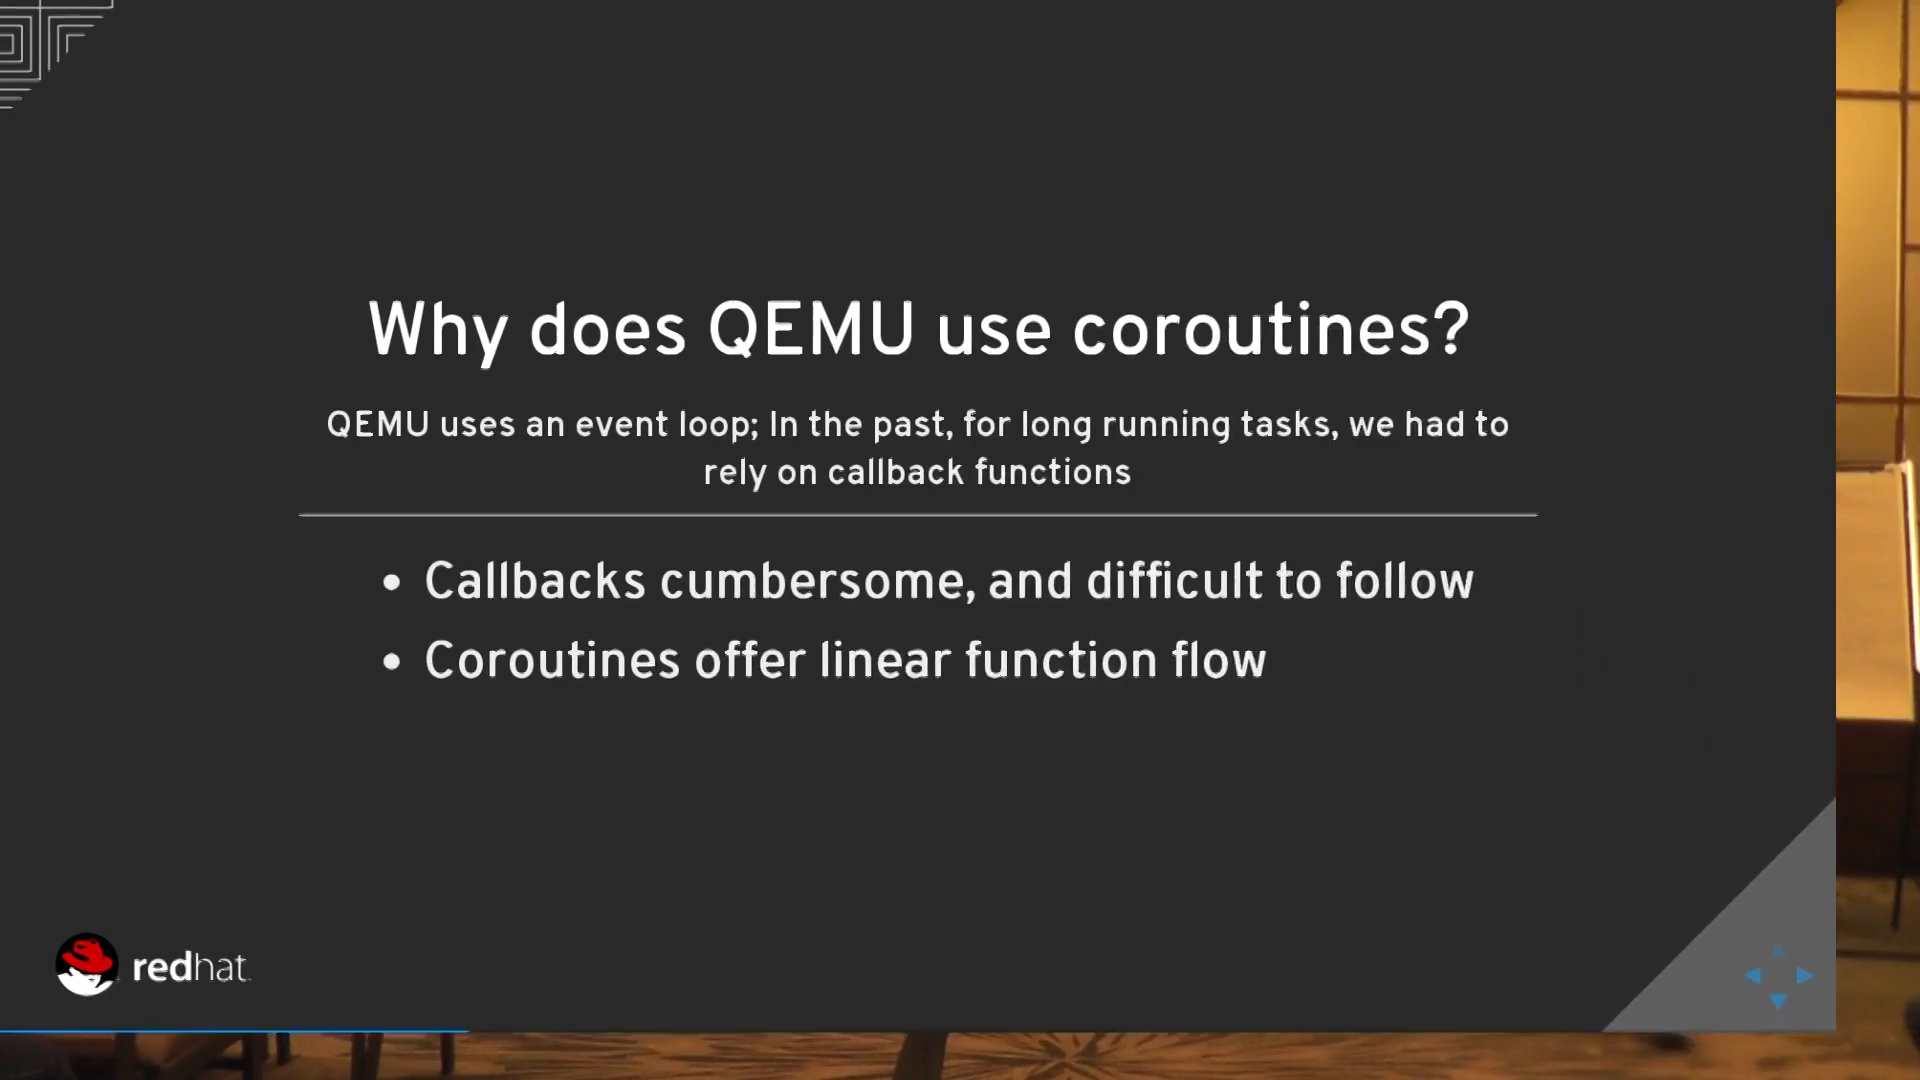 Why does QEMU use coroutines?
QEMU uses an event loop; In the past, for long running tasks, we had to
rely on callback functions
• Callbacks cumbersome, and difficult to follow
• Coroutines offer linear function flow
redhat